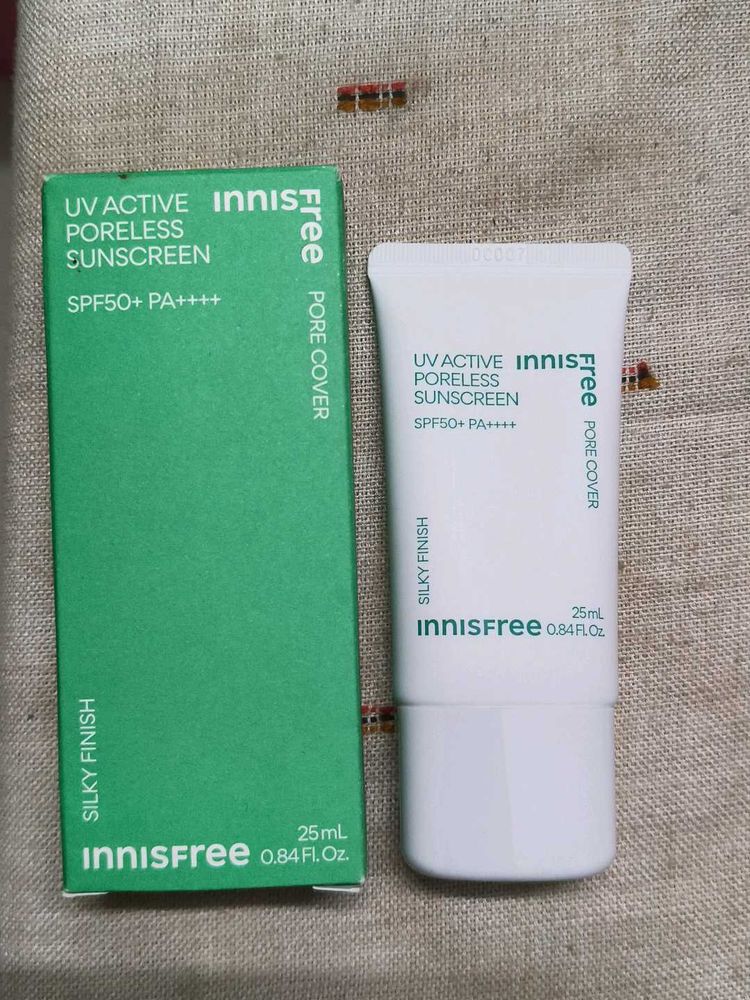 UV ACTIVE
PORELESS
SUNSCREEN
SPF50+ PA++++
INNISFree
PORE COVER
SILKY FINISH
INNISFree
25mL
0.84 Fl. Oz.
UV ACTIVE
PORELESS
SUNSCREEN
SPF50+ PA++++
INNISFree
PORE COVER
SILKY FINISH
INNISFree
25mL
0.84 Fl. Oz.